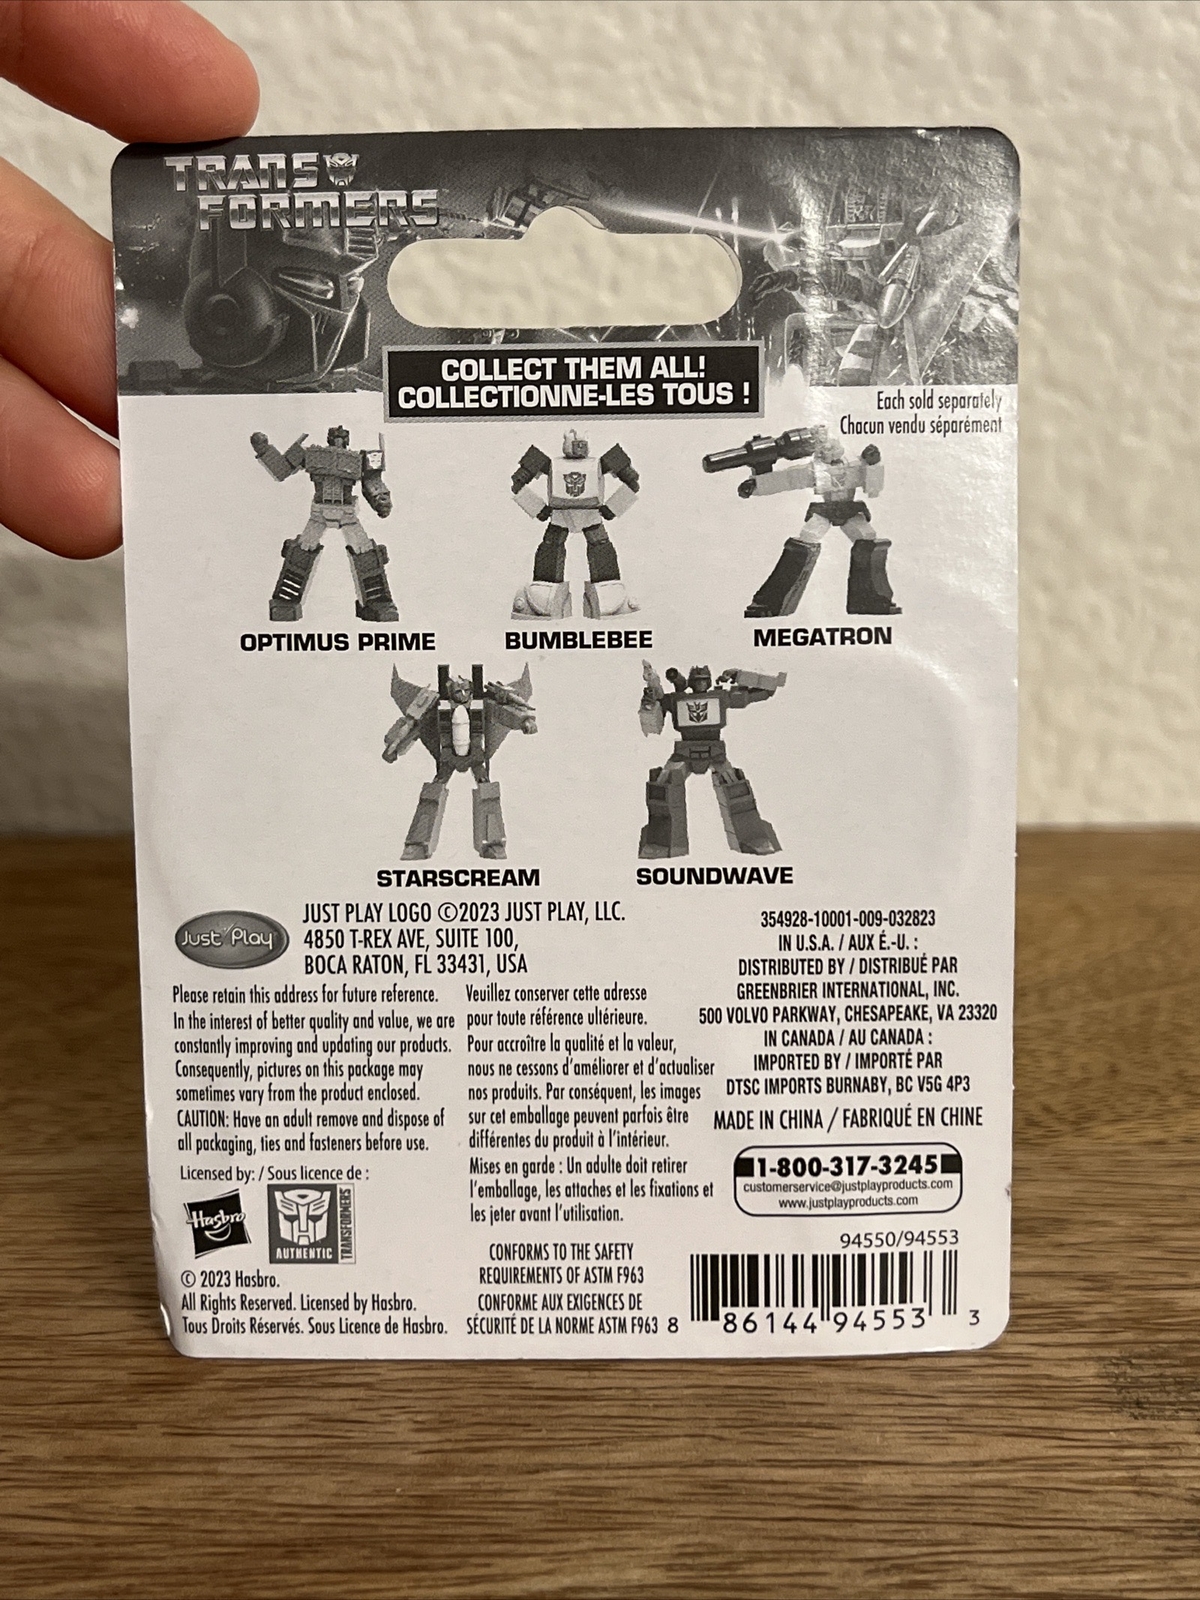 TRANSFORMERS
COLLECT THEM ALL!
COLLECTIONNE-LES TOUS !
Each sold separately
Chacun vendu séparément
OPTIMUS PRIME
BUMBLEBEE
MEGATRON
STARSCREAM
SOUNDWAVE
Just Play
JUST PLAY LOGO ©2023 JUST PLAY, LLC.
4850 T-REX AVE, SUITE 100,
BOCA RATON, FL 33431, USA
Please retain this address for future reference.
In the interest of better quality and value, we are
constantly improving and updating our products.
Consequently, pictures on this package may
sometimes vary from the product enclosed.
CAUTION: Have an adult remove and dispose of
all packaging, ties and fasteners before use.
Licensed by: / Sous licence de :
Hasbro
AUTHENTIC
TRANSFORMERS
© 2023 Hasbro.
All Rights Reserved. Licensed by Hasbro.
Tous Droits Réservés. Sous Licence de Hasbro.
Veuillez conserver cette adresse
pour toute référence ultérieure.
Pour accroître la qualité et la valeur,
nous ne cessons d'améliorer et d'actualiser
nos produits. Par conséquent, les images
sur cet emballage peuvent parfois être
différentes du produit à l'intérieur.
Mises en garde : Un adulte doit retirer
l'emballage, les attaches et les fixations et
les jeter avant l'utilisation.
CONFORMS TO THE SAFETY
REQUIREMENTS OF ASTM F963
CONFORME AUX EXIGENCES DE
SÉCURITÉ DE LA NORME ASTM F963
354928-10001-009-032823
IN U.S.A. / AUX É.-U. :
DISTRIBUTED BY / DISTRIBUÉ PAR
GREENBRIER INTERNATIONAL, INC.
500 VOLVO PARKWAY, CHESAPEAKE, VA 23320
IN CANADA / AU CANADA :
IMPORTED BY / IMPORTÉ PAR
DTSC IMPORTS BURNABY, BC V5G 4P3
MADE IN CHINA / FABRIQUÉ EN CHINE
1-800-317-3245
customerservice@justplayproducts.com
www.justplayproducts.com
94550/94553
8 86144 94553 3